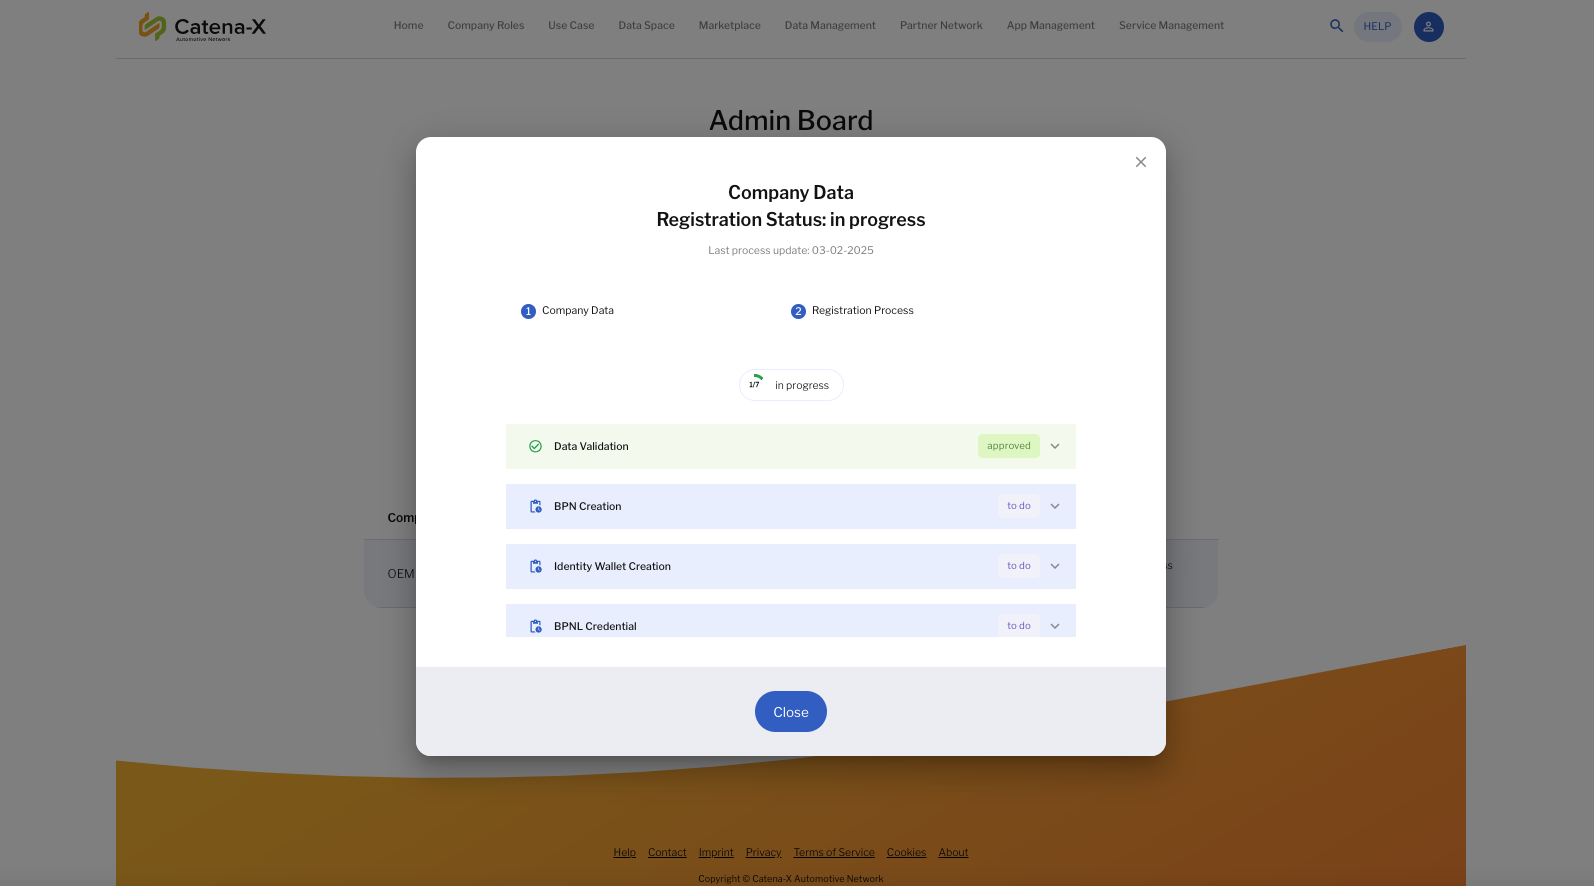 Catena-X
Automotive Network
Home Company Roles Use Case Data Space Marketplace Data Management Partner Network App Management Service Management
HELP
Admin Board
Company Data
Registration Status: in progress
Last process update: 03-02-2025
1 Company Data
2 Registration Process
1/7 in progress
Data Validation approved
BPN Creation to do
Identity Wallet Creation to do
BPNL Credential to do
OEM
Close
Help Contact Imprint Privacy Terms of Service Cookies About
Copyright © Catena-X Automotive Network